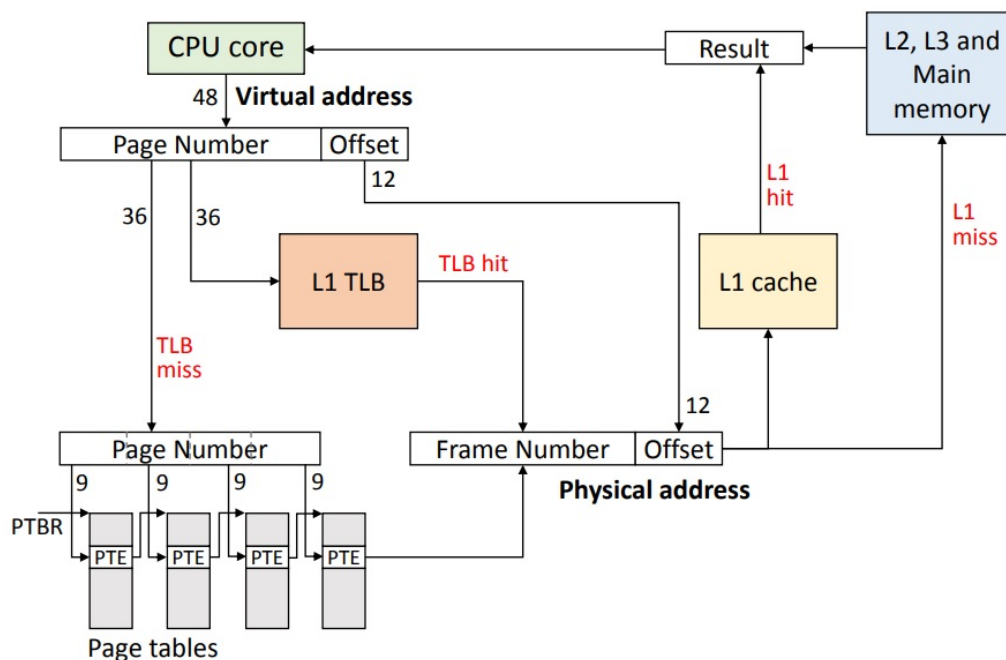 CPU core
Result
L2, L3 and
Main
memory
48
Virtual address
Page Number
Offset
12
36
36
L1
hit
L1
miss
L1 TLB
TLB hit
L1 cache
TLB
miss
12
Page Number
Frame Number
Offset
Physical address
9
9
9
9
PTBR
PTE
PTE
PTE
PTE
Page tables